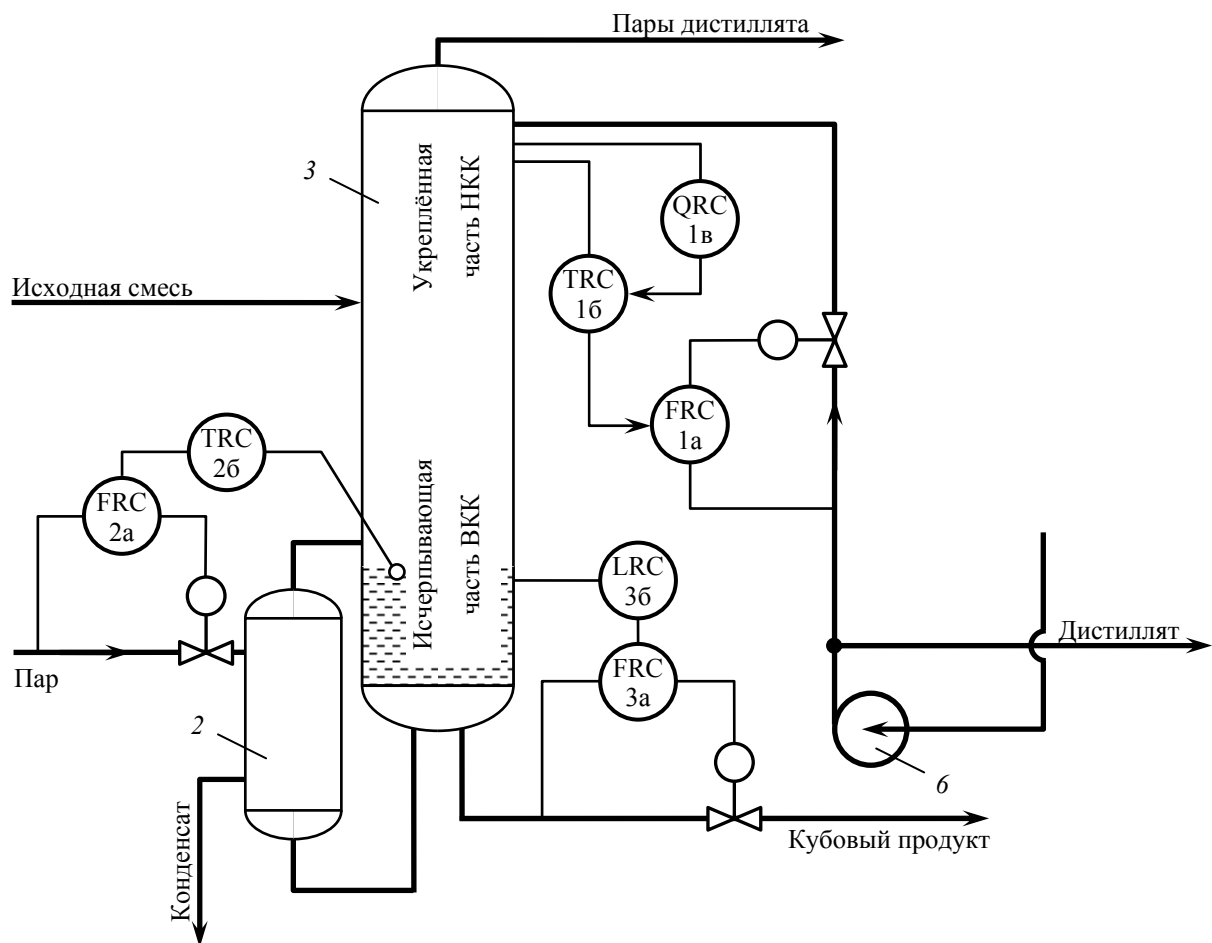 Пары дистиллята
3
Укреплённая
часть НКК
QRC
1в
TRC
1б
Исходная смесь
FRC
1а
TRC
2б
FRC
2а
Исчерпывающая
часть ВКК
LRC
3б
Дистиллят
Пар
FRC
3а
2
6
Кубовый продукт
Конденсат